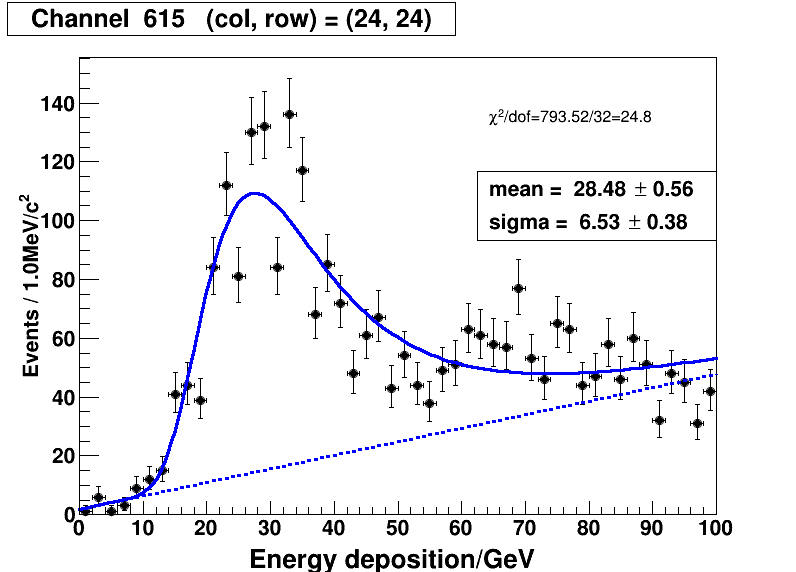 Channel 615 (col, row) = (24, 24)
χ²/dof=793.52/32=24.8
mean = 28.48 ± 0.56
sigma = 6.53 ± 0.38
Events / 1.0MeV/c²
140
120
100
80
60
40
20
0
0 10 20 30 40 50 60 70 80 90 100
Energy deposition/GeV